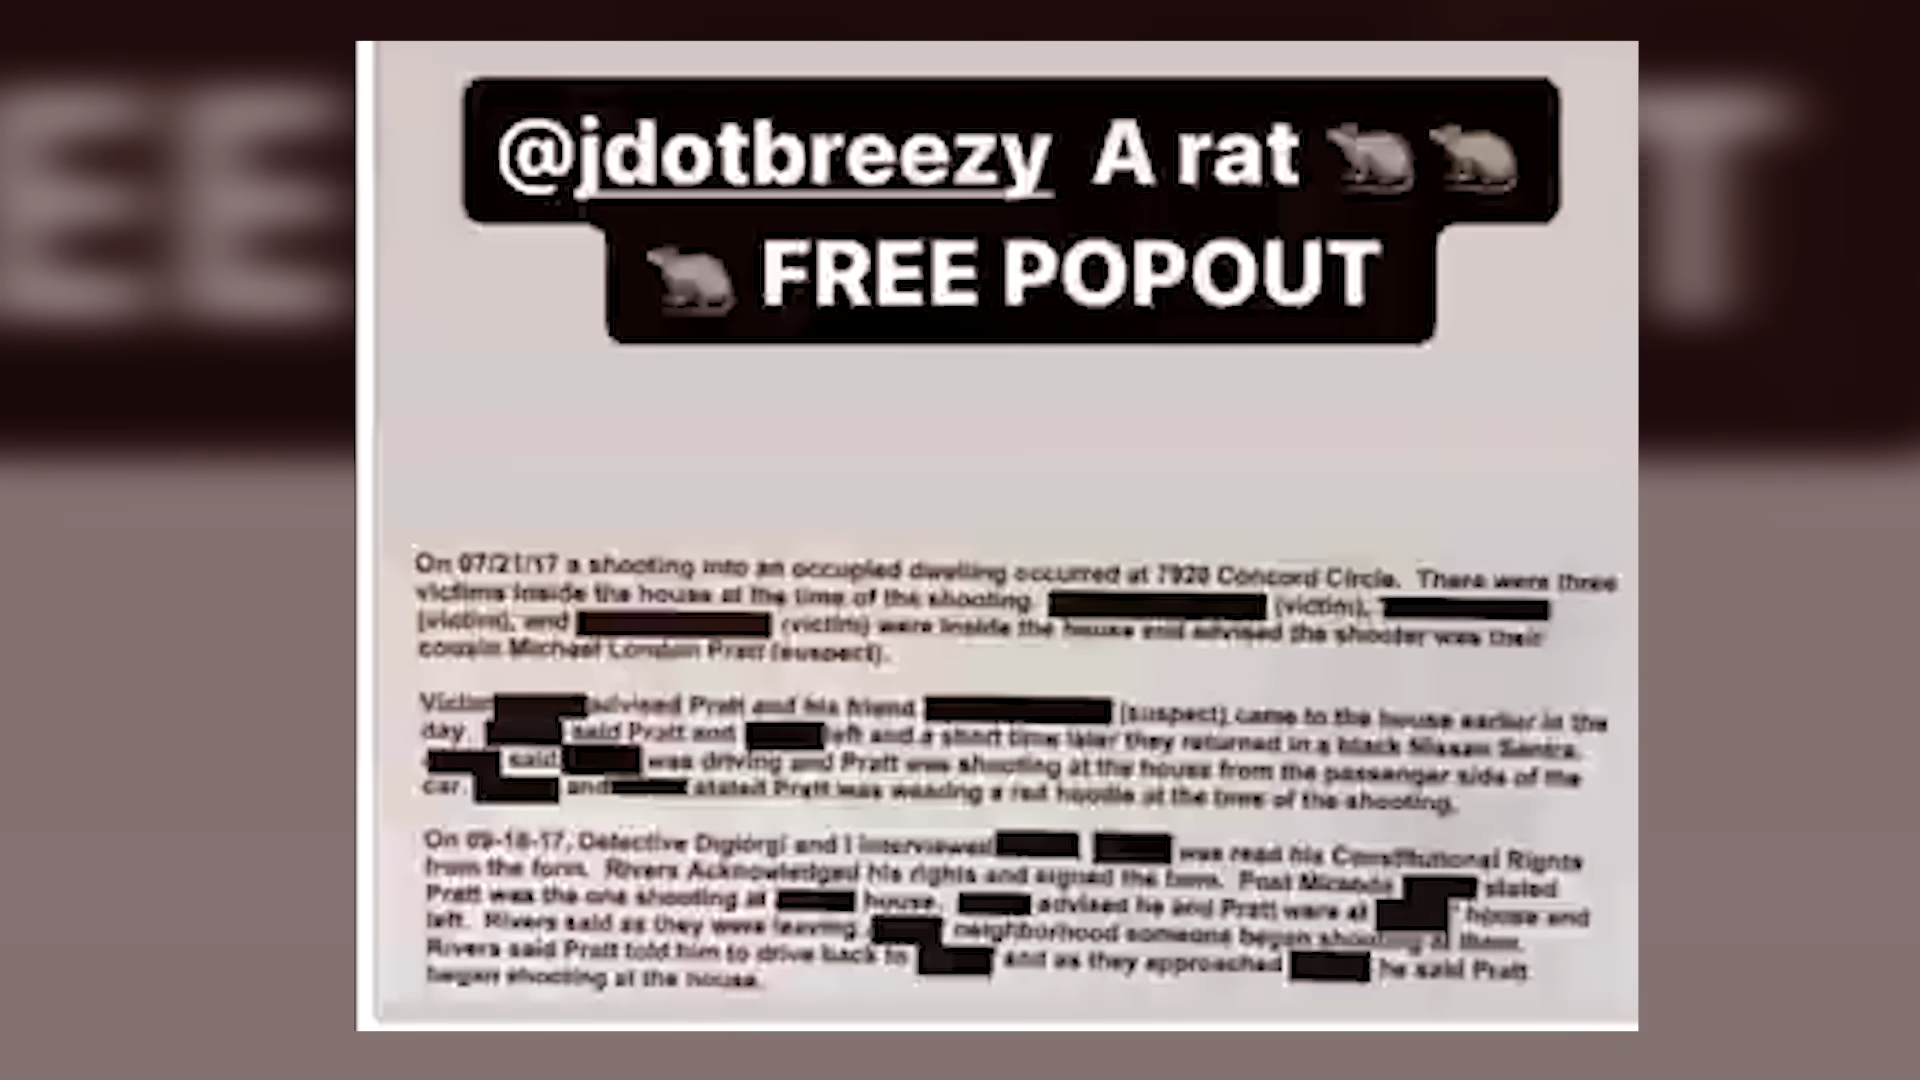 @jdotbreezy A rat 🐀 🐀
🐀 FREE POPOUT
On 07/21/17 a shooting into an occupied dwelling occurred at 7928 Concord Circle. There were three
victims inside the house at the time of the shooting. (victim),
(victim), and (victim) were inside the house and advised the shooter was their
cousin Michael London Pratt (suspect).
Victim advised Pratt and his friend (suspect) came to the house earlier in the
day. said Pratt and left and a short time later they returned in a black Nissan Sentra.
said was driving and Pratt was shooting at the house from the passenger side of the
car. and stated Pratt was wearing a red hoodie at the time of the shooting.
On 09-18-17, Detective Digiorgi and I interviewed was read his Constitutional Rights
from the form. Rivers Acknowledged his rights and signed the form. Post Miranda stated
Pratt was the one shooting at house. advised he and Pratt were at house and
left. Rivers said as they were leaving neighborhood someone began shooting at them.
Rivers said Pratt told him to drive back to and as they approached he said Pratt
began shooting at the house.
EE
T